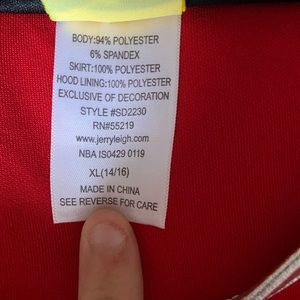 BODY:94% POLYESTER
6% SPANDEX
SKIRT:100% POLYESTER
HOOD LINING:100% POLYESTER
EXCLUSIVE OF DECORATION
STYLE #SD2230
RN#55219
www.jerryleigh.com
NBA IS0429 0119
XL(14/16)
MADE IN CHINA
SEE REVERSE FOR CARE